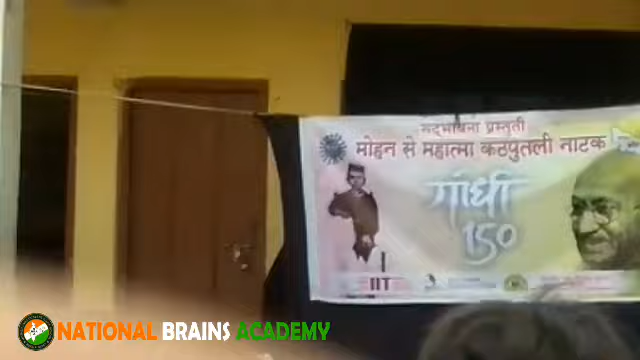 सद्भावना प्रस्तुती
मोहन से महात्मा कठपुतली नाटक
गांधी
150
IIT
NATIONAL BRAINS ACADEMY